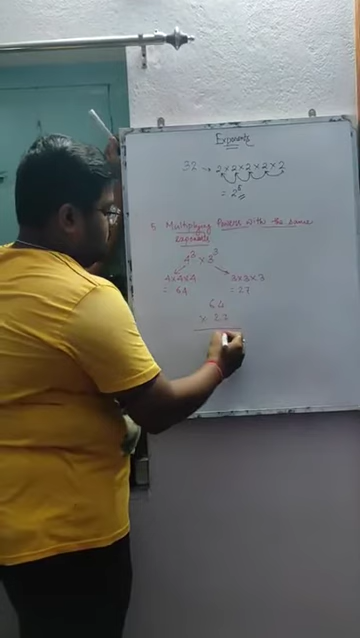 Exponents
32 → 2 × 2 × 2 × 2 × 2
= 2⁵
5. Multiplying Powers with the same
exponents
4³ × 3³
4 × 4 × 4 3 × 3 × 3
= 64 = 27
64
× 27